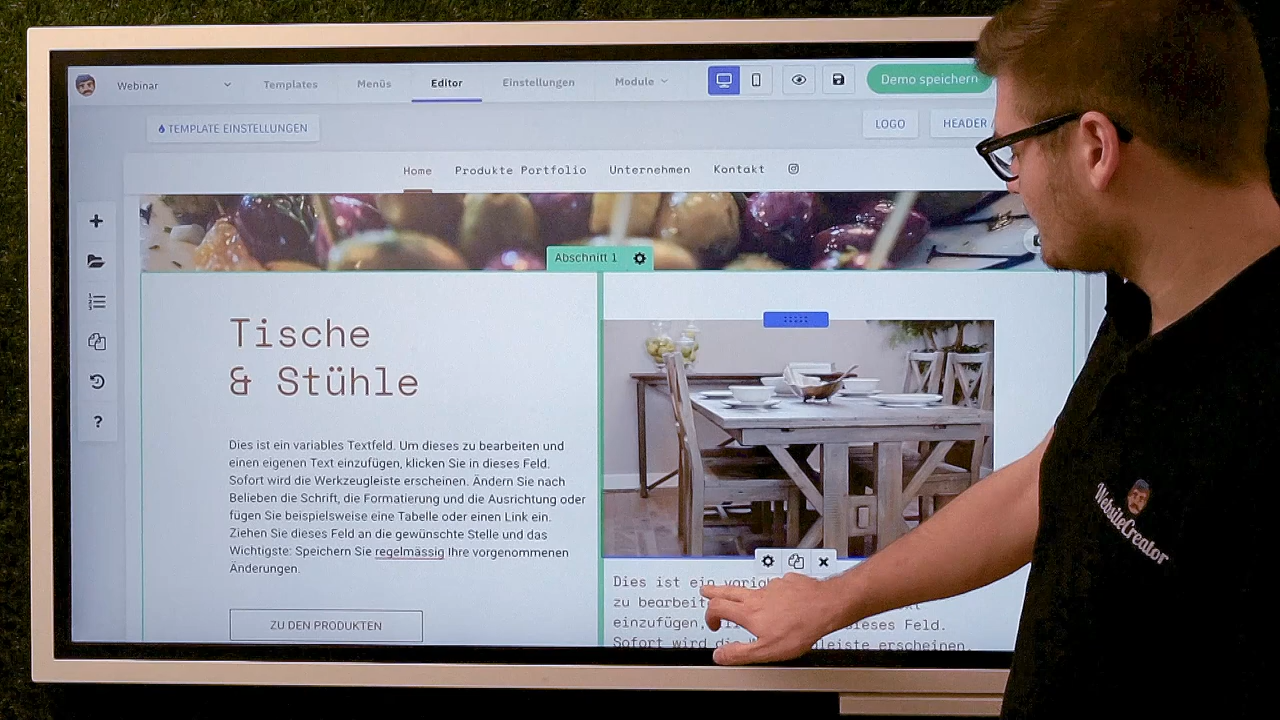 Webinar
Templates
Menüs
Editor
Einstellungen
Module
Demo speichern
TEMPLATE EINSTELLUNGEN
LOGO
HEADER /
Home
Produkte Portfolio
Unternehmen
Kontakt
Abschnitt 1
Tische
& Stühle
Dies ist ein variables Textfeld. Um dieses zu bearbeiten und
einen eigenen Text einzufügen, klicken Sie in dieses Feld.
Sofort wird die Werkzeugleiste erscheinen. Ändern Sie nach
Belieben die Schrift, die Formatierung und die Ausrichtung oder
fügen Sie beispielsweise eine Tabelle oder einen Link ein.
Ziehen Sie dieses Feld an die gewünschte Stelle und das
Wichtigste: Speichern Sie regelmässig Ihre vorgenommenen
Änderungen.
ZU DEN PRODUKTEN
?
Dies ist ein
zu
einzufügen, dieses Feld.
Sofort wird erscheinen.
WebsiteCreator